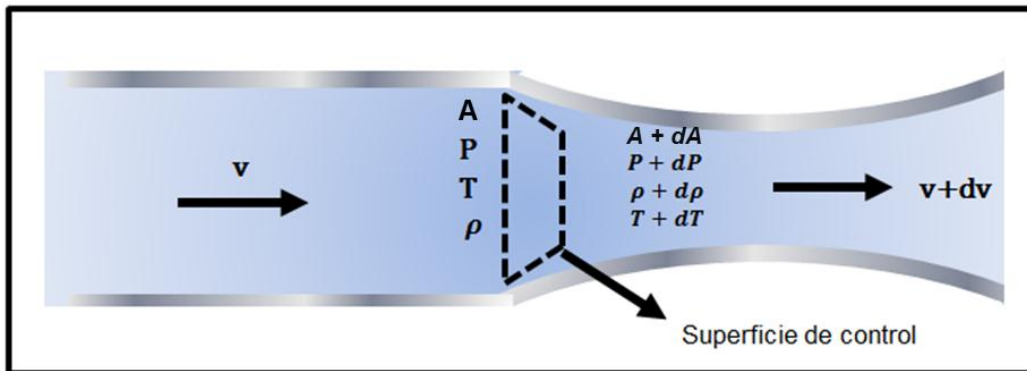 A
P
T
ρ
v
A + dA
P + dP
ρ + dρ
T + dT
v+dv
Superficie de control